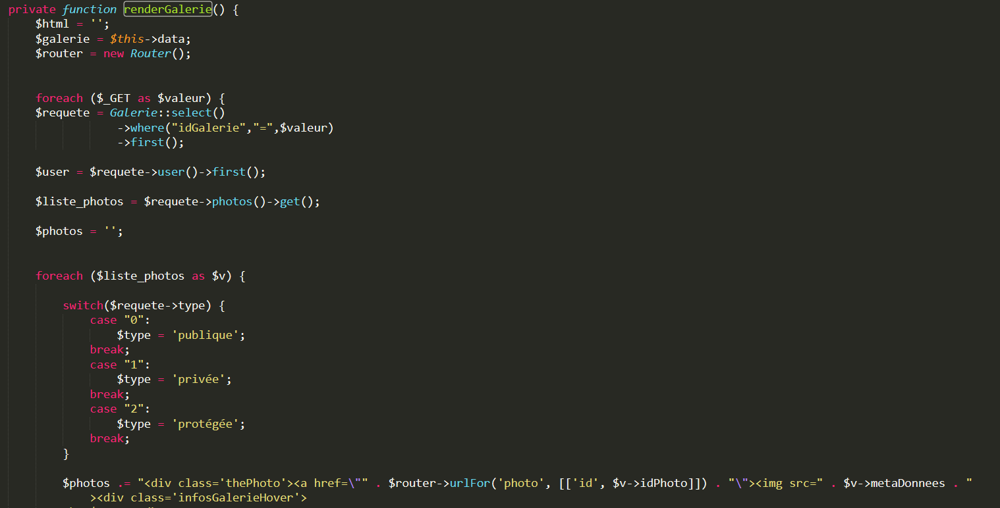 private function renderGalerie() {
$html = '';
$galerie = $this->data;
$router = new Router();
foreach ($_GET as $valeur) {
$requete = Galerie::select()
->where("idGalerie","=",$valeur)
->first();
$user = $requete->user()->first();
$liste_photos = $requete->photos()->get();
$photos = '';
foreach ($liste_photos as $v) {
switch($requete->type) {
case "0":
$type = 'publique';
break;
case "1":
$type = 'privée';
break;
case "2":
$type = 'protégée';
break;
}
$photos .= "<div class='thePhoto'><a href=\"" . $router->urlFor('photo', [['id', $v->idPhoto]]) . "\"><img src=" . $v->metaDonnees . "
><div class='infosGalerieHover'>